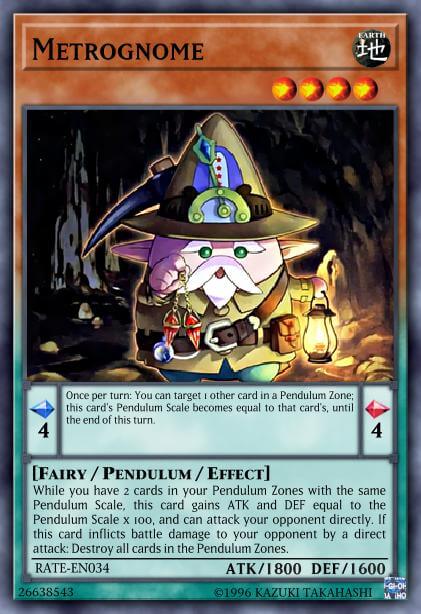 METROGNOME
EARTH
地
Once per turn: You can target 1 other card in a Pendulum Zone;
this card's Pendulum Scale becomes equal to that card's, until
the end of this turn.
4
4
[FAIRY / PENDULUM / EFFECT]
While you have 2 cards in your Pendulum Zones with the same
Pendulum Scale, this card gains ATK and DEF equal to the
Pendulum Scale x 100, and can attack your opponent directly. If
this card inflicts battle damage to your opponent by a direct
attack: Destroy all cards in the Pendulum Zones.
RATE-EN034
ATK/1800 DEF/1600
26638543
©1996 KAZUKI TAKAHASHI